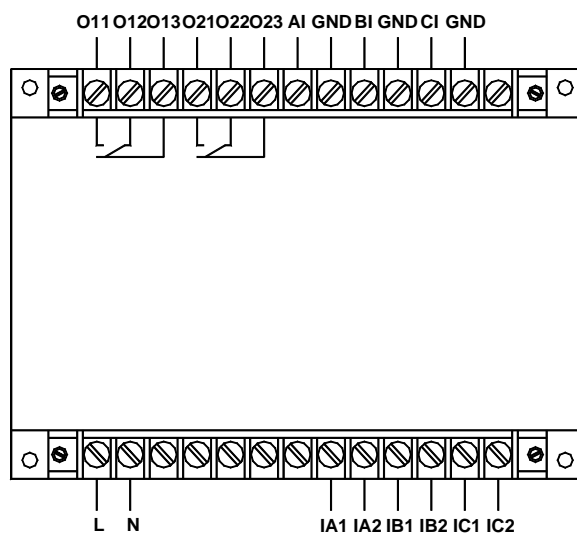 O11 O12 O13 O21 O22 O23 AI GND BI GND CI GND
L N IA1 IA2 IB1 IB2 IC1 IC2